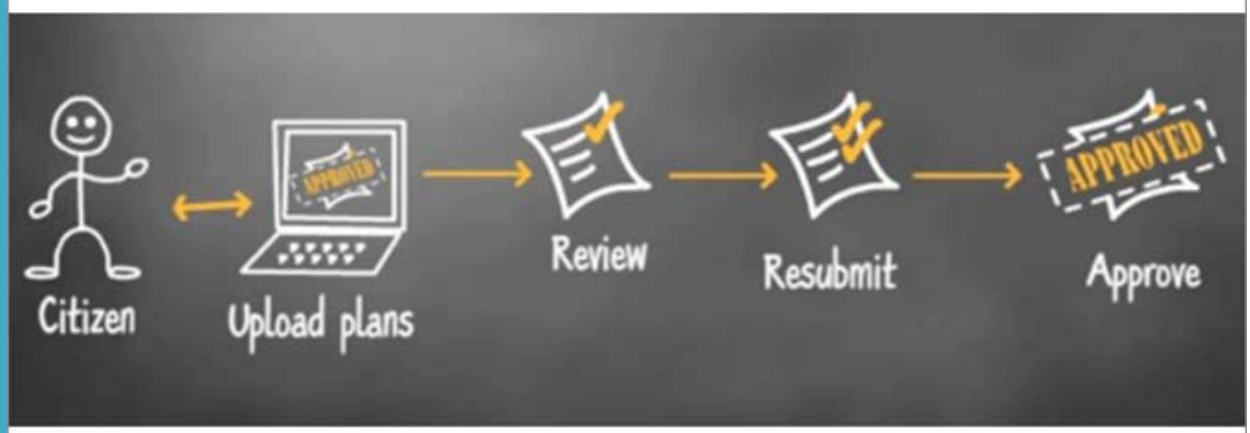 APPROVED
APPROVED
Review
Resubmit
Approve
Citizen
Upload plans